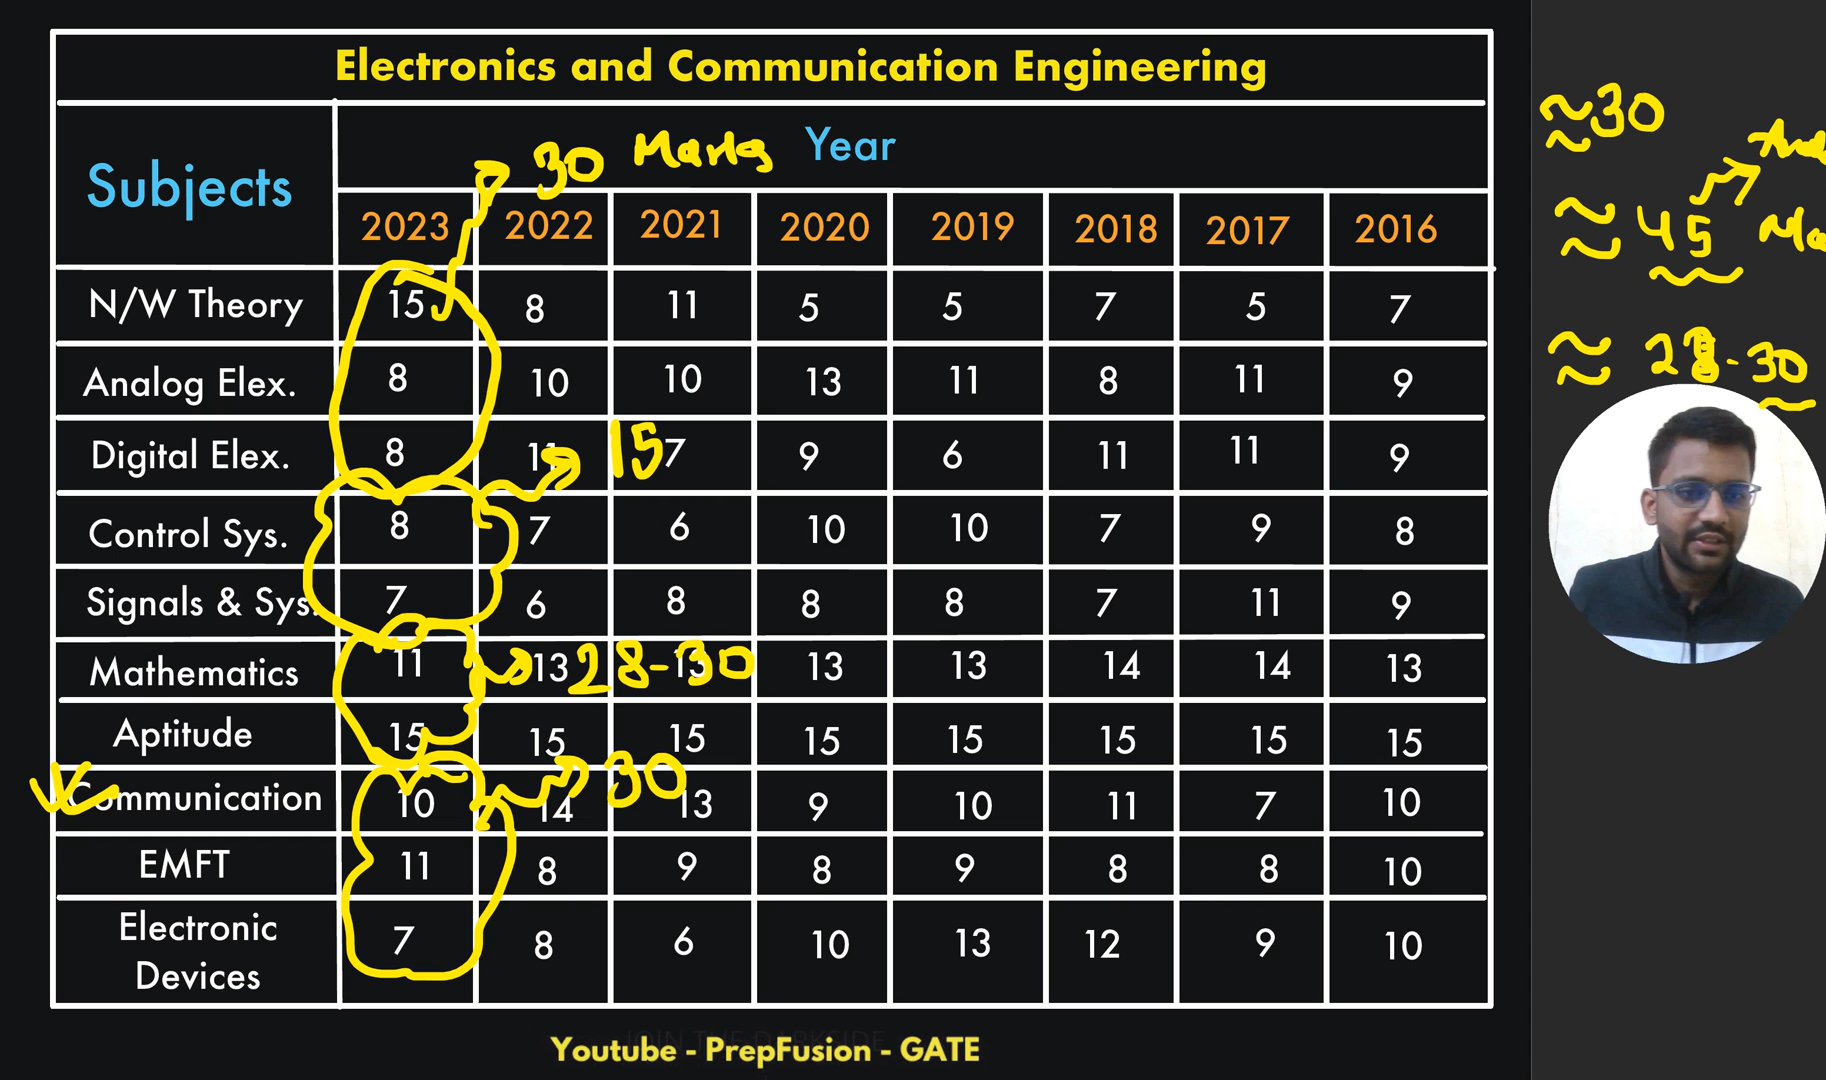 Electronics and Communication Engineering
Subjects
30 Marks Year
2023 2022 2021 2020 2019 2018 2017 2016
N/W Theory 15 8 11 5 5 7 5 7
Analog Elex. 8 10 10 13 11 8 11 9
Digital Elex. 8 11 15 7 9 6 11 11 9
Control Sys. 8 7 6 10 10 7 9 8
Signals & Sys. 7 6 8 8 8 7 11 9
Mathematics 11 13 28-30 13 13 13 14 14 13
Aptitude 15 15 15 15 15 15 15 15
Communication 10 14 30 13 9 10 11 7 10
EMFT 11 8 9 8 9 8 8 10
Electronic Devices 7 8 6 10 13 12 9 10
JOIN THE DARKSIDE
Youtube - PrepFusion - GATE
≈30
≈ 45
≈ 28-30